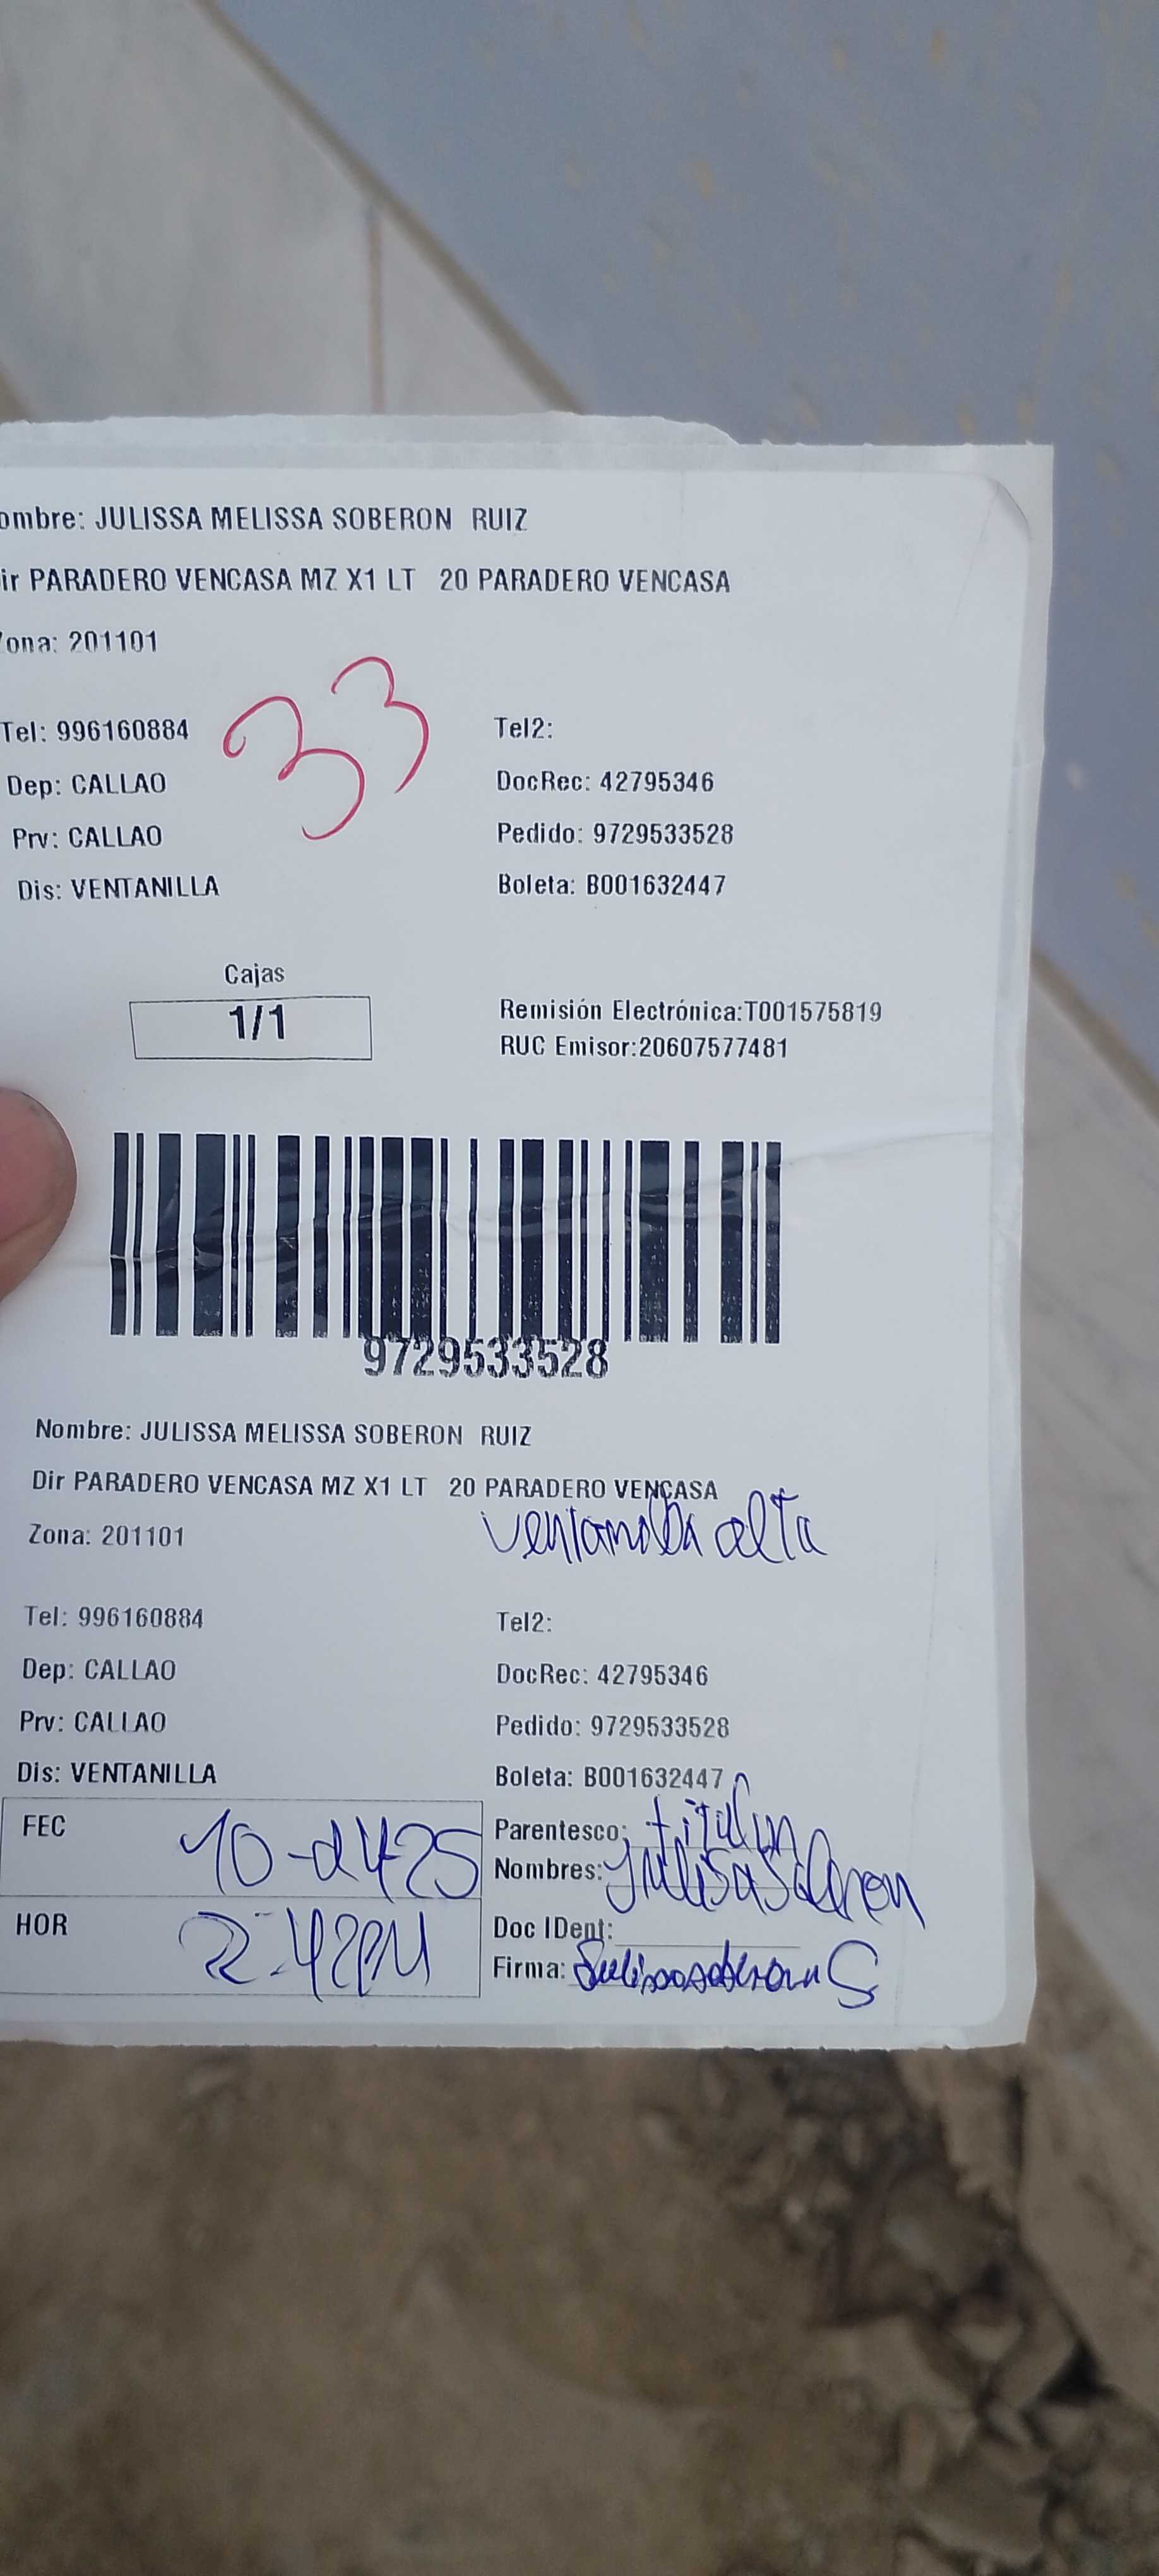 ombre: JULISSA MELISSA SOBERON RUIZ
ir PARADERO VENCASA MZ X1 LT 20 PARADERO VENCASA
ona: 201101
33
Tel: 996160884 Tel2:
Dep: CALLAO DocRec: 42795346
Prv: CALLAO Pedido: 9729533528
Dis: VENTANILLA Boleta: B001632447
Cajas
1/1
Remisión Electrónica:T001575819
RUC Emisor:20607577481
9729533528
Nombre: JULISSA MELISSA SOBERON RUIZ
Dir PARADERO VENCASA MZ X1 LT 20 PARADERO VENCASA
ventanilla alta
Zona: 201101
Tel: 996160884 Tel2:
Dep: CALLAO DocRec: 42795346
Prv: CALLAO Pedido: 9729533528
Dis: VENTANILLA Boleta: B001632447
FEC Parentesco:
Nombres: Julisa Soberon
HOR 2:42PM Doc IDent:
Firma: